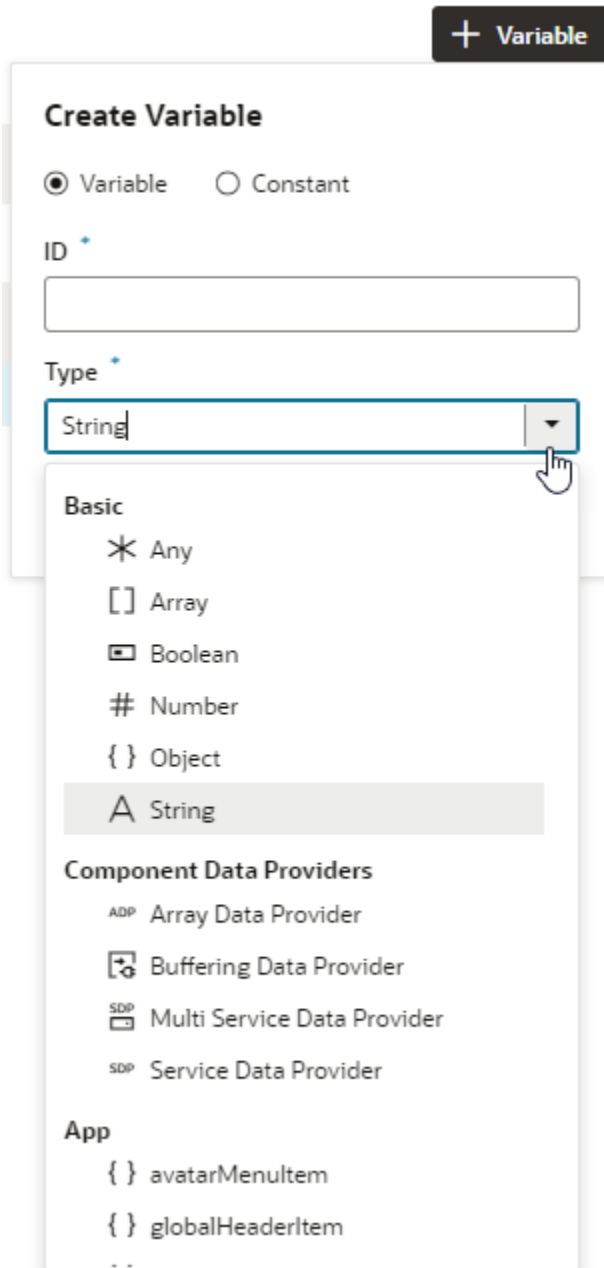 + Variable
Create Variable
Variable Constant
ID *
Type *
String
Basic
Any
[ ] Array
Boolean
# Number
{ } Object
A String
Component Data Providers
ADP Array Data Provider
Buffering Data Provider
SDP Multi Service Data Provider
SDP Service Data Provider
App
{ } avatarMenuItem
{ } globalHeaderItem